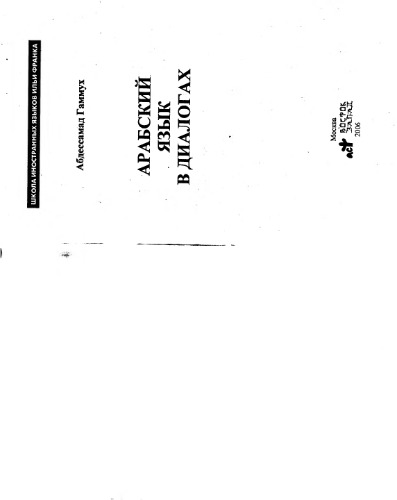 ШКОЛА ИНОСТРАННЫХ ЯЗЫКОВ ИЛЬИ ФРАНКА
Абдессамад Гаммух
АРАБСКИЙ
ЯЗЫК
В ДИАЛОГАХ
Москва
аст ВОСТОК
ЗАПАД
2006